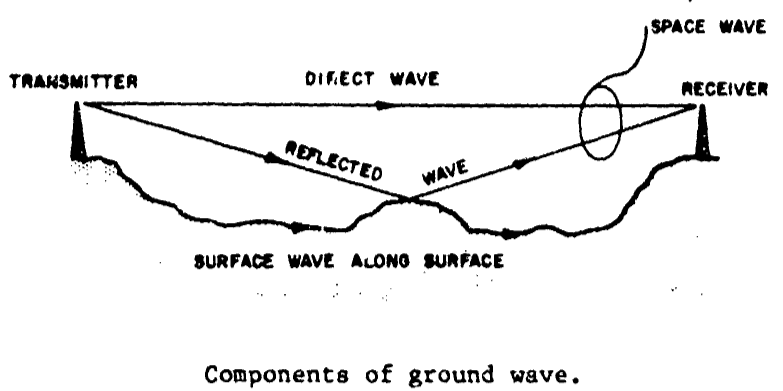 SPACE WAVE
TRANSMITTER
DIRECT WAVE
RECEIVER
REFLECTED WAVE
SURFACE WAVE ALONG SURFACE
Components of ground wave.